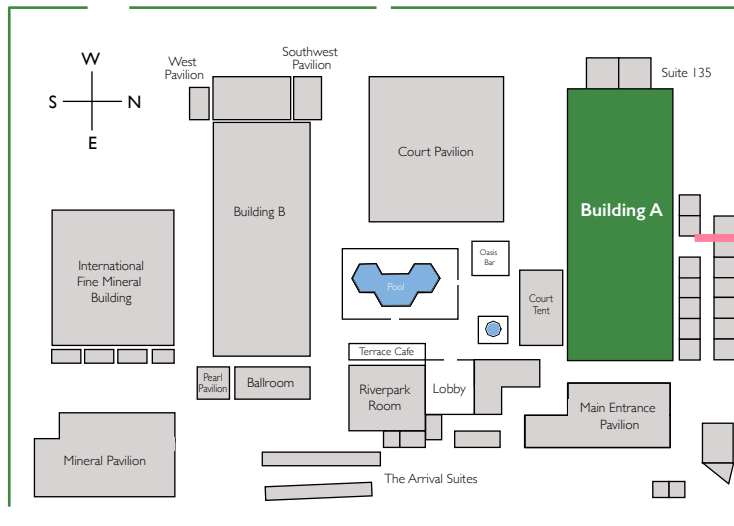 W
S
N
E
West
Pavilion
Southwest
Pavilion
Suite 135
Court Pavilion
Building A
Building B
International
Fine Mineral
Building
Oasis
Bar
Pool
Court
Tent
Terrace Cafe
Pearl
Pavilion
Ballroom
Riverpark
Room
Lobby
Main Entrance
Pavilion
Mineral Pavilion
The Arrival Suites